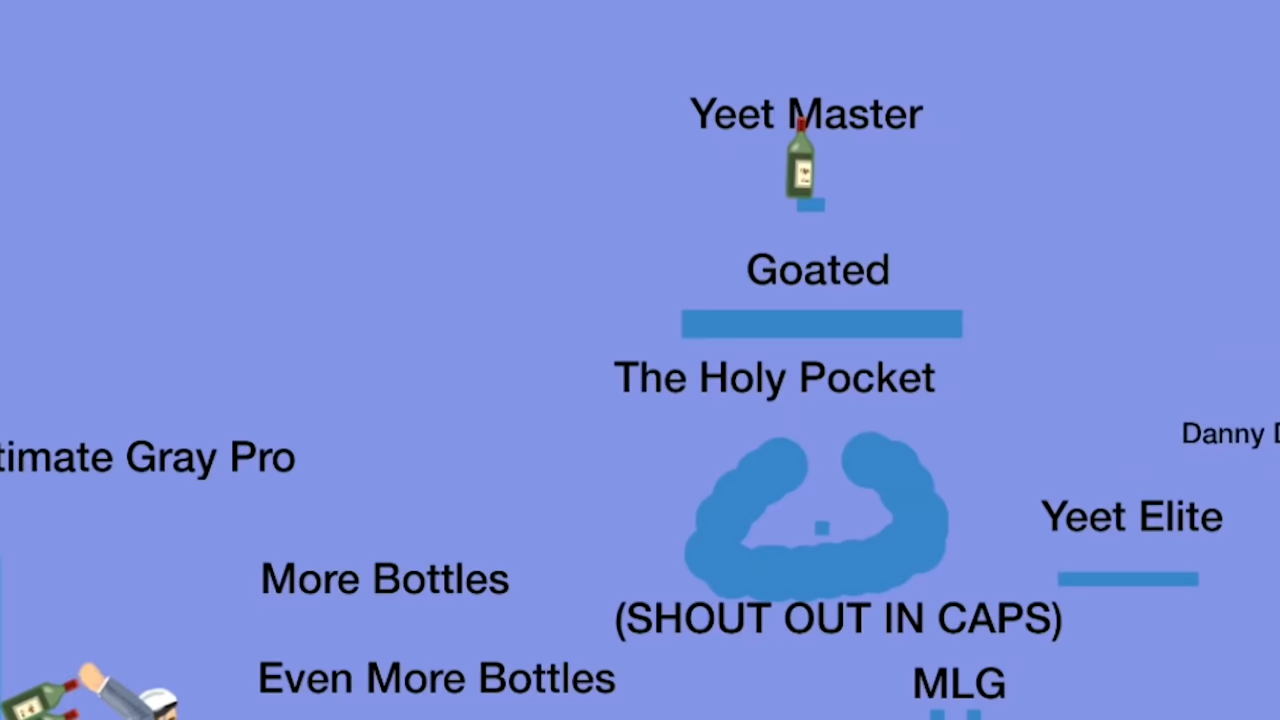 Yeet Master
Goated
The Holy Pocket
Danny
timate Gray Pro
Yeet Elite
More Bottles
(SHOUT OUT IN CAPS)
Even More Bottles
MLG